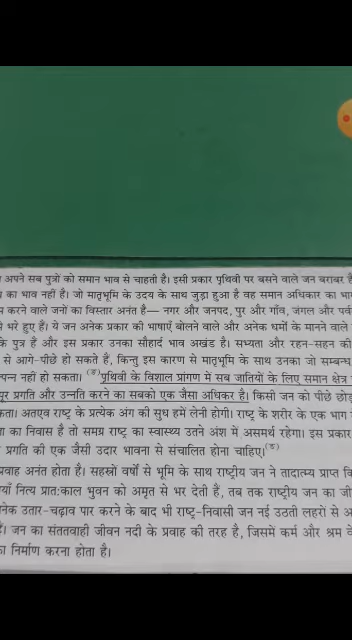 अपने सब पुत्रों को समान भाव से चाहती है। इसी प्रकार पृथिवी पर बसने वाले जन बराबर हैं
का भाव नहीं है। जो मातृभूमि के उदय के साथ जुड़ा हुआ है वह समान अधिकार का भाग
करने वाले जनों का विस्तार अनंत है— नगर और जनपद, पुर और गाँव, जंगल और पर्व
से भरे हुए हैं। ये जन अनेक प्रकार की भाषाएँ बोलने वाले और अनेक धर्मों के मानने वाले
के पुत्र हैं और इस प्रकार उनका सौहार्द भाव अखंड है। सभ्यता और रहन-सहन की
से आगे-पीछे हो सकते हैं, किन्तु इस कारण से मातृभूमि के साथ उनका जो सम्बन्ध
त्पन्न नहीं हो सकता। (ङ)पृथिवी के विशाल प्रांगण में सब जातियों के लिए समान क्षेत्र
पूर प्रगति और उन्नति करने का सबको एक जैसा अधिकार है। किसी जन को पीछे छोड़
कता। अतएव राष्ट्र के प्रत्येक अंग की सुध हमें लेनी होगी। राष्ट्र के शरीर के एक भाग
ता का निवास है तो समग्र राष्ट्र का स्वास्थ्य उतने अंश में असमर्थ रहेगा। इस प्रकार
प्रगति की एक जैसी उदार भावना से संचालित होना चाहिए।(ङ)
प्रवाह अनंत होता है। सहस्रों वर्षों से भूमि के साथ राष्ट्रीय जन ने तादात्म्य प्राप्त कि
याँ नित्य प्रात:काल भुवन को अमृत से भर देती हैं, तब तक राष्ट्रीय जन का जी
नेक उतार-चढ़ाव पार करने के बाद भी राष्ट्र-निवासी जन नई उठती लहरों से अ
हैं। जन का संततवाही जीवन नदी के प्रवाह की तरह है, जिसमें कर्म और श्रम के
का निर्माण करना होता है।